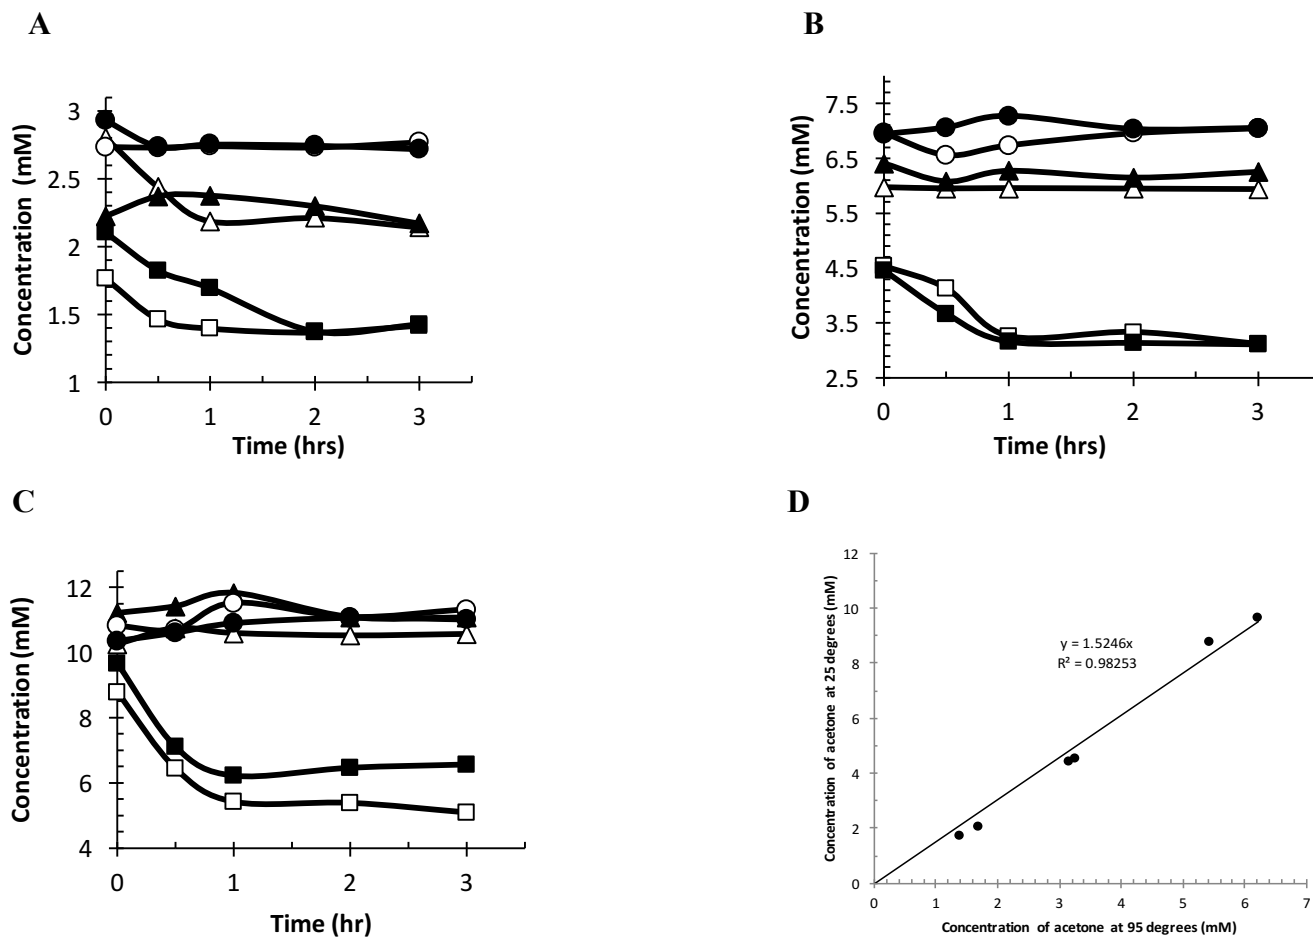 A
Concentration (mM)
3
2.5
2
1.5
1
0 1 2 3
Time (hrs)
B
Concentration (mM)
7.5
6.5
5.5
4.5
3.5
2.5
0 1 2 3
Time (hrs)
C
Concentration (mM)
12
10
8
6
4
0 1 2 3
Time (hr)
D
Concentration of acetone at 25 degrees (mM)
12
10
8
6
4
2
0
y = 1.5246x
R² = 0.98253
0 1 2 3 4 5 6 7
Concentration of acetone at 95 degrees (mM)